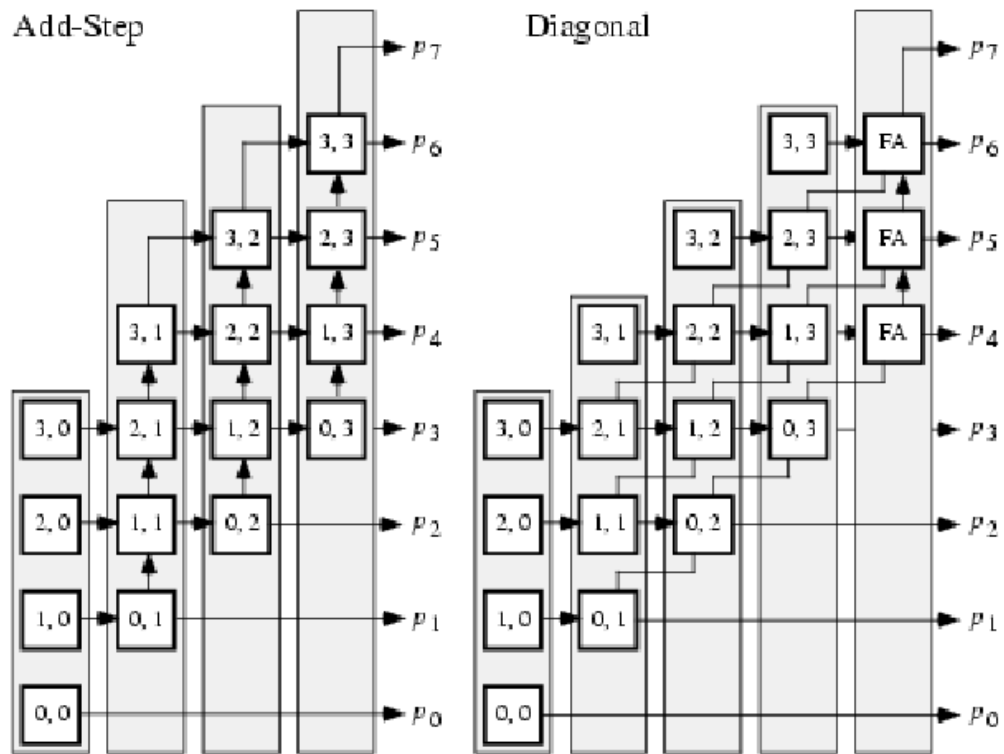 Add-Step Diagonal
p7 p7
3, 3 p6 3, 3 FA p6
3, 2 2, 3 p5 3, 2 2, 3 FA p5
3, 1 2, 2 1, 3 p4 3, 1 2, 2 1, 3 FA p4
3, 0 2, 1 1, 2 0, 3 p3 3, 0 2, 1 1, 2 0, 3 p3
2, 0 1, 1 0, 2 p2 2, 0 1, 1 0, 2 p2
1, 0 0, 1 p1 1, 0 0, 1 p1
0, 0 p0 0, 0 p0